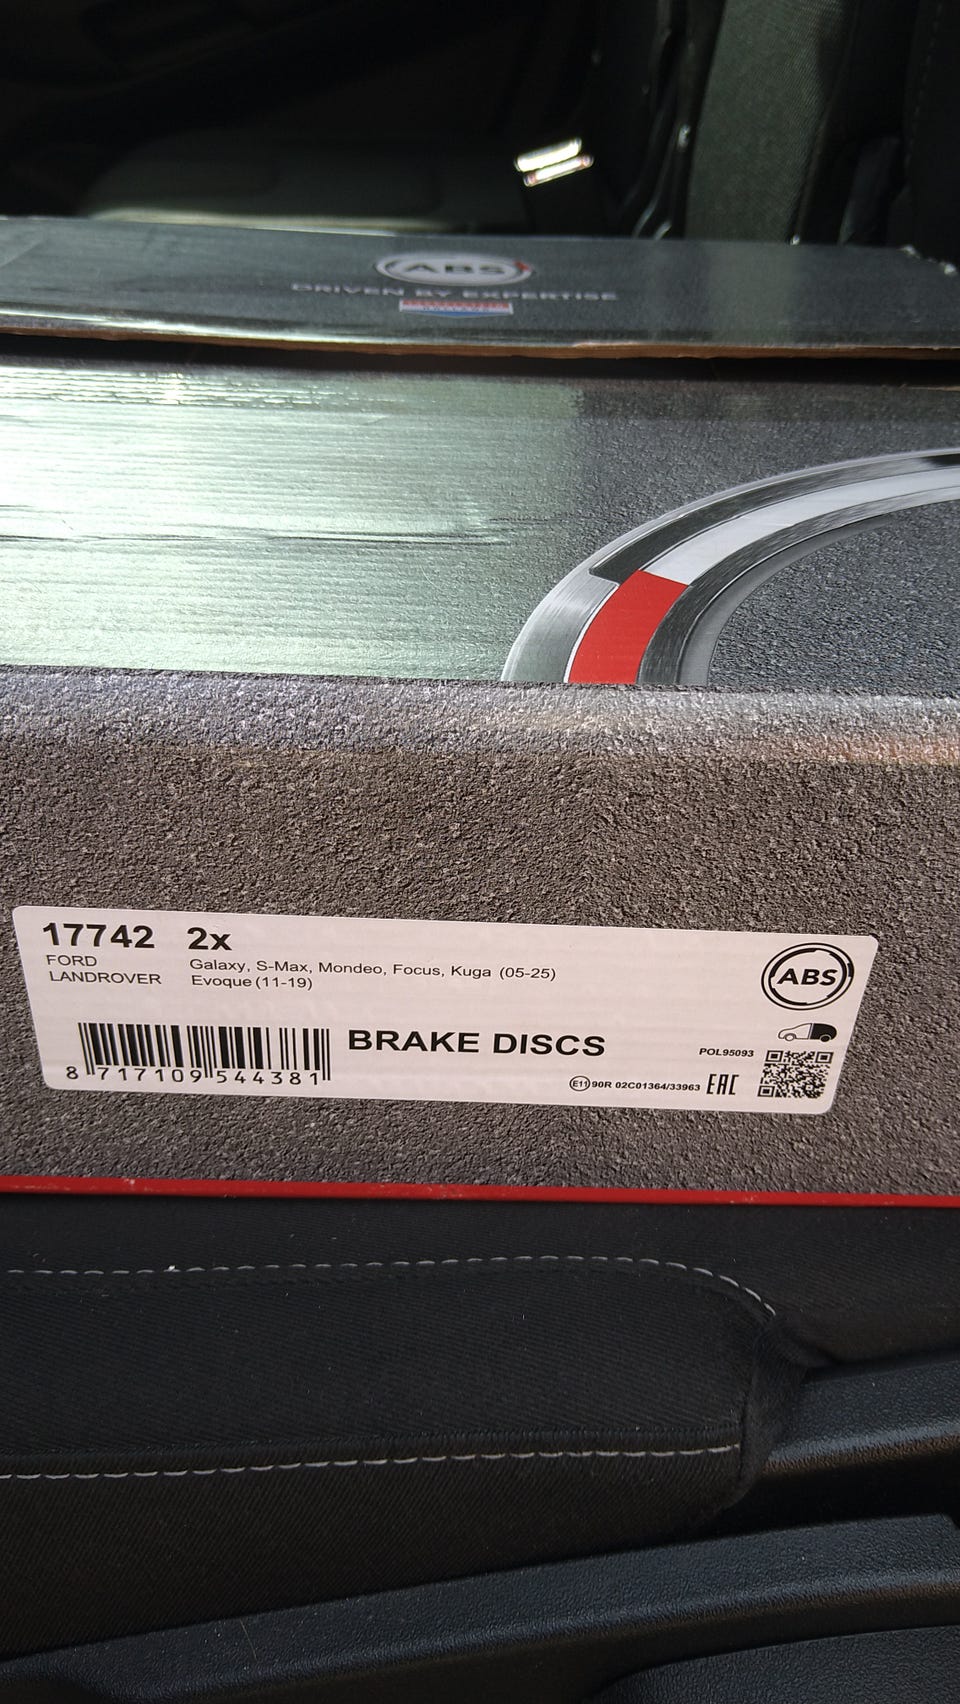 ABS
DRIVEN BY EXPERTISE
17742 2x
FORD Galaxy, S-Max, Mondeo, Focus, Kuga (05-25)
LANDROVER Evoque (11-19)
ABS
BRAKE DISCS
POL95093
8 717109 544381
E11 90R 02C01364/33963 EAC